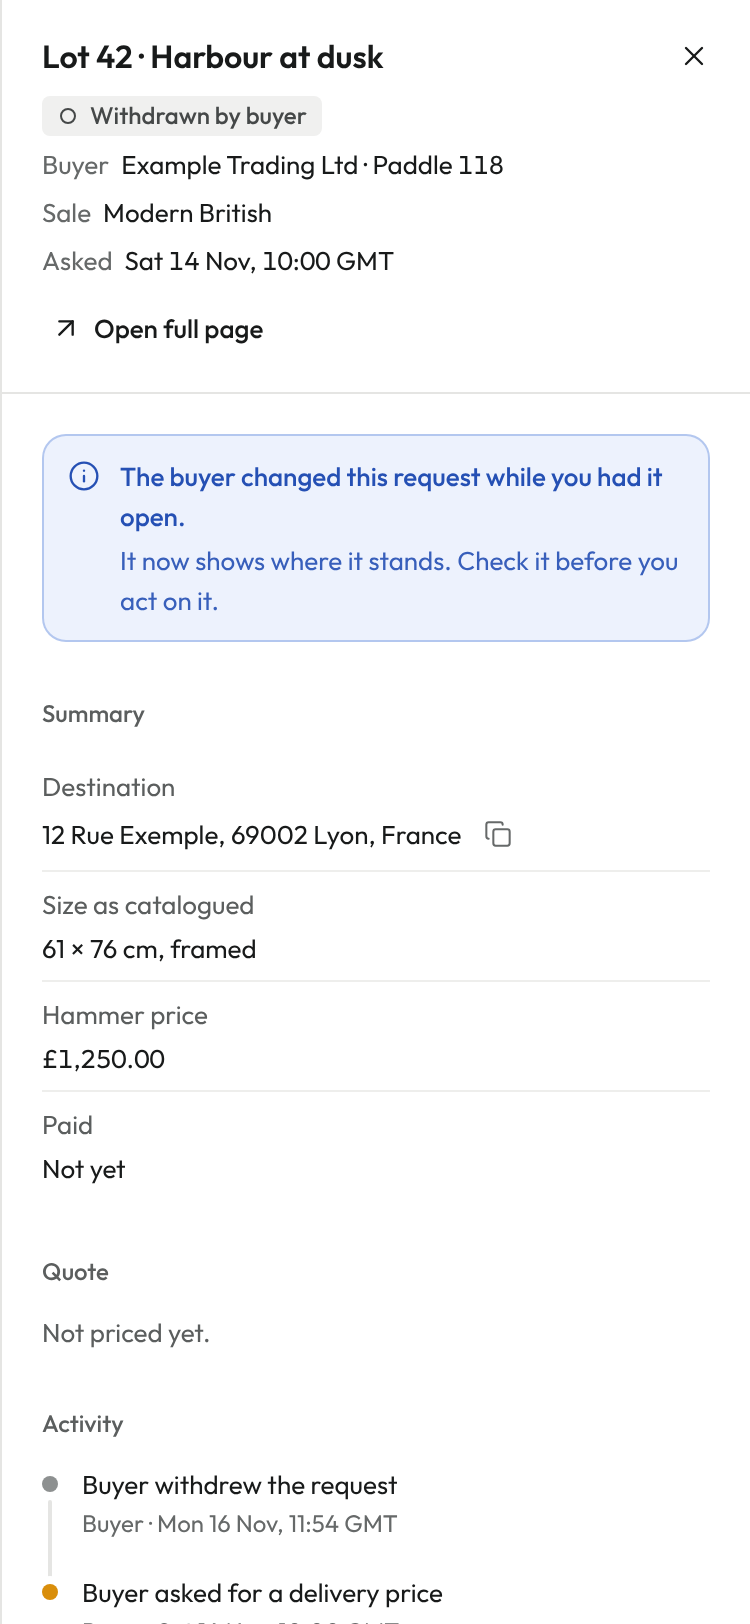 Lot 42 · Harbour at dusk
Withdrawn by buyer
Buyer Example Trading Ltd · Paddle 118
Sale Modern British
Asked Sat 14 Nov, 10:00 GMT
Open full page
The buyer changed this request while you had it
open.
It now shows where it stands. Check it before you
act on it.
Summary
Destination
12 Rue Exemple, 69002 Lyon, France
Size as catalogued
61 × 76 cm, framed
Hammer price
£1,250.00
Paid
Not yet
Quote
Not priced yet.
Activity
Buyer withdrew the request
Buyer · Mon 16 Nov, 11:54 GMT
Buyer asked for a delivery price